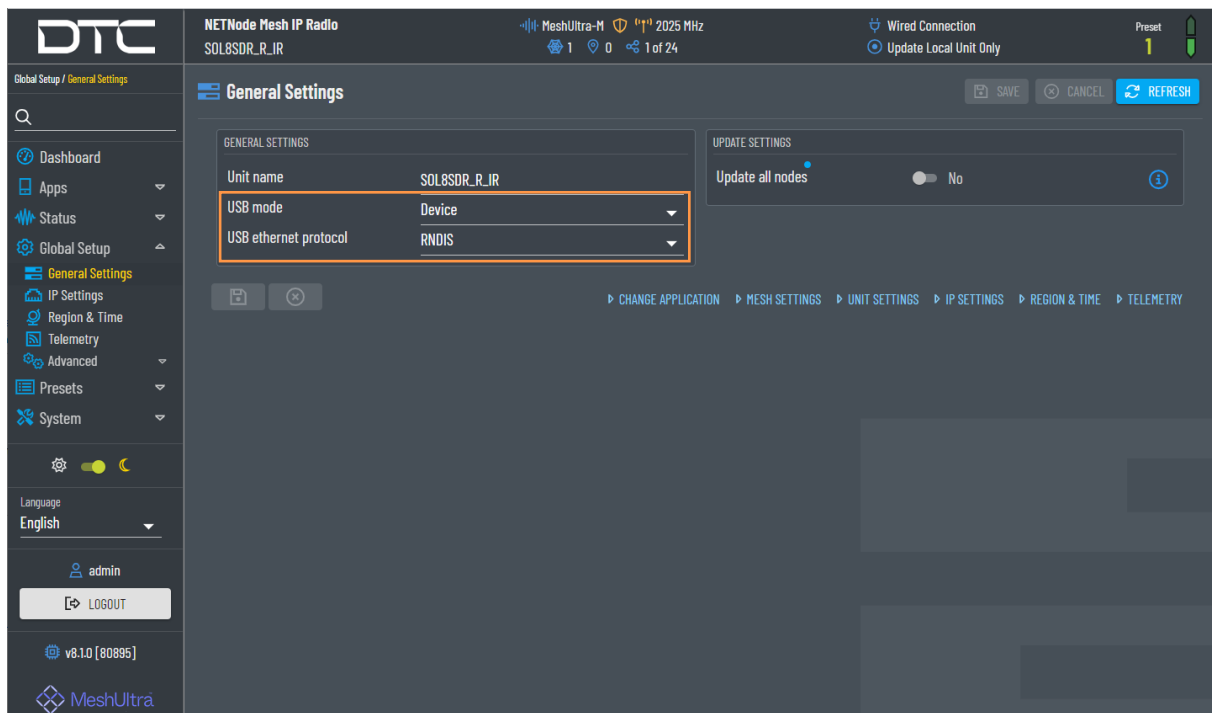 DTC
NETNode Mesh IP Radio
SOL8SDR_R_IR
MeshUltra-M 2025 MHz
1 0 1 of 24
Wired Connection
Update Local Unit Only
Preset
1
Global Setup / General Settings
Dashboard
Apps
Status
Global Setup
General Settings
IP Settings
Region & Time
Telemetry
Advanced
Presets
System
Language
English
admin
LOGOUT
v8.1.0 [80895]
MeshUltra
General Settings
SAVE
CANCEL
REFRESH
GENERAL SETTINGS
Unit name SOL8SDR_R_IR
USB mode Device
USB ethernet protocol RNDIS
UPDATE SETTINGS
Update all nodes No
CHANGE APPLICATION MESH SETTINGS UNIT SETTINGS IP SETTINGS REGION & TIME TELEMETRY